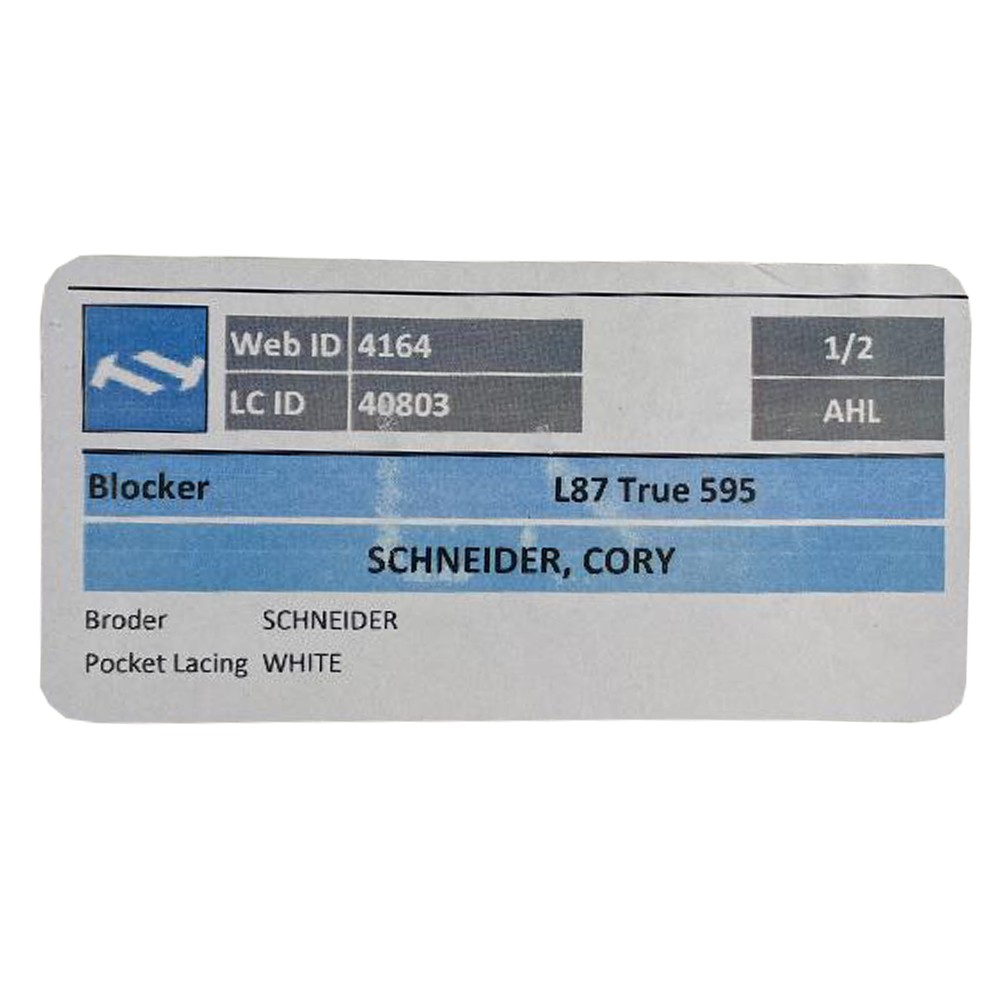 Web ID 4164 1/2
LC ID 40803 AHL
Blocker L87 True 595
SCHNEIDER, CORY
Broder SCHNEIDER
Pocket Lacing WHITE